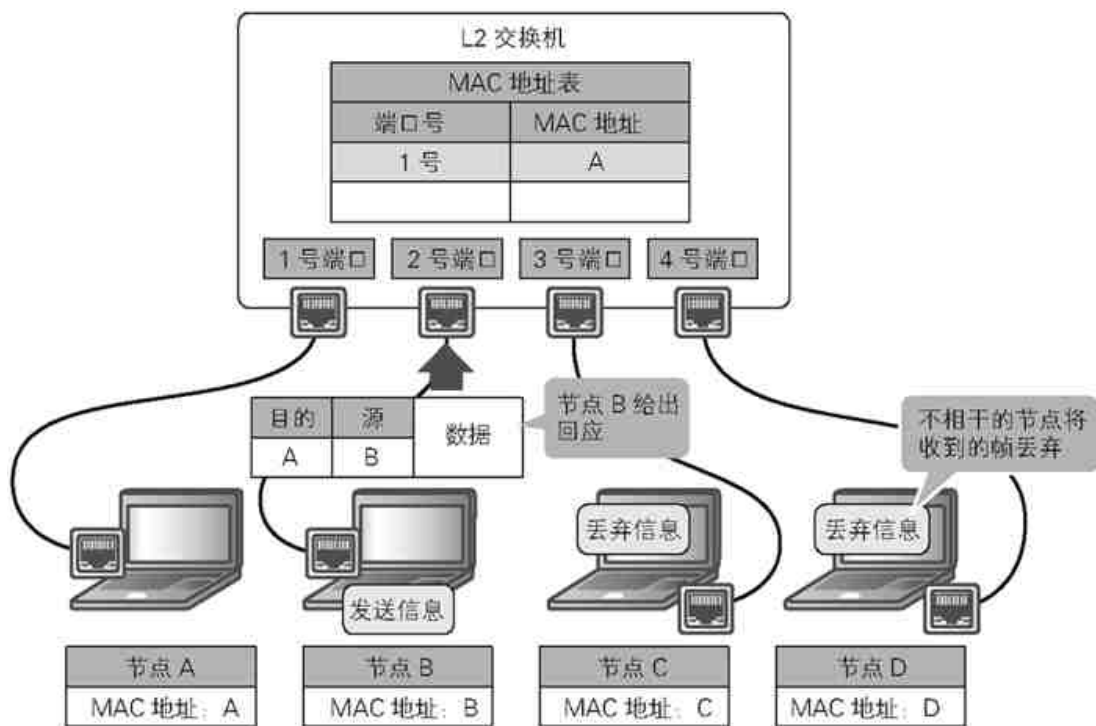 L2 交换机
MAC 地址表
端口号 MAC 地址
1 号 A
1 号端口 2 号端口 3 号端口 4 号端口
目的 源 数据
A B
节点 B 给出
回应
不相干的节点将
收到的帧丢弃
发送信息
丢弃信息
丢弃信息
节点 A 节点 B 节点 C 节点 D
MAC 地址: A MAC 地址: B MAC 地址: C MAC 地址: D